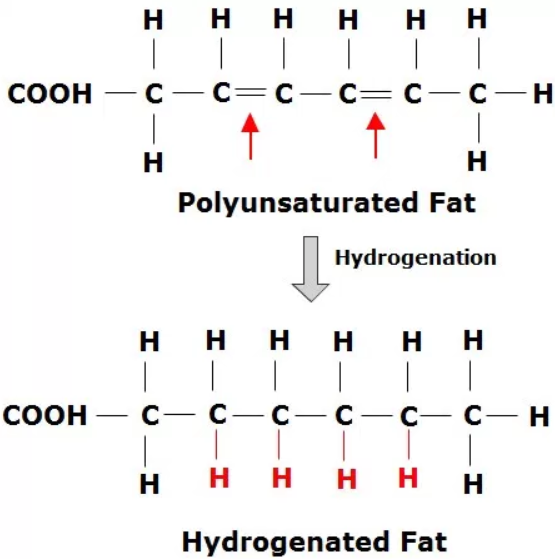 H H H H H H
COOH C C C C C C H
H H
Polyunsaturated Fat
Hydrogenation
H H H H H H
COOH C C C C C C H
H H H H H H
Hydrogenated Fat